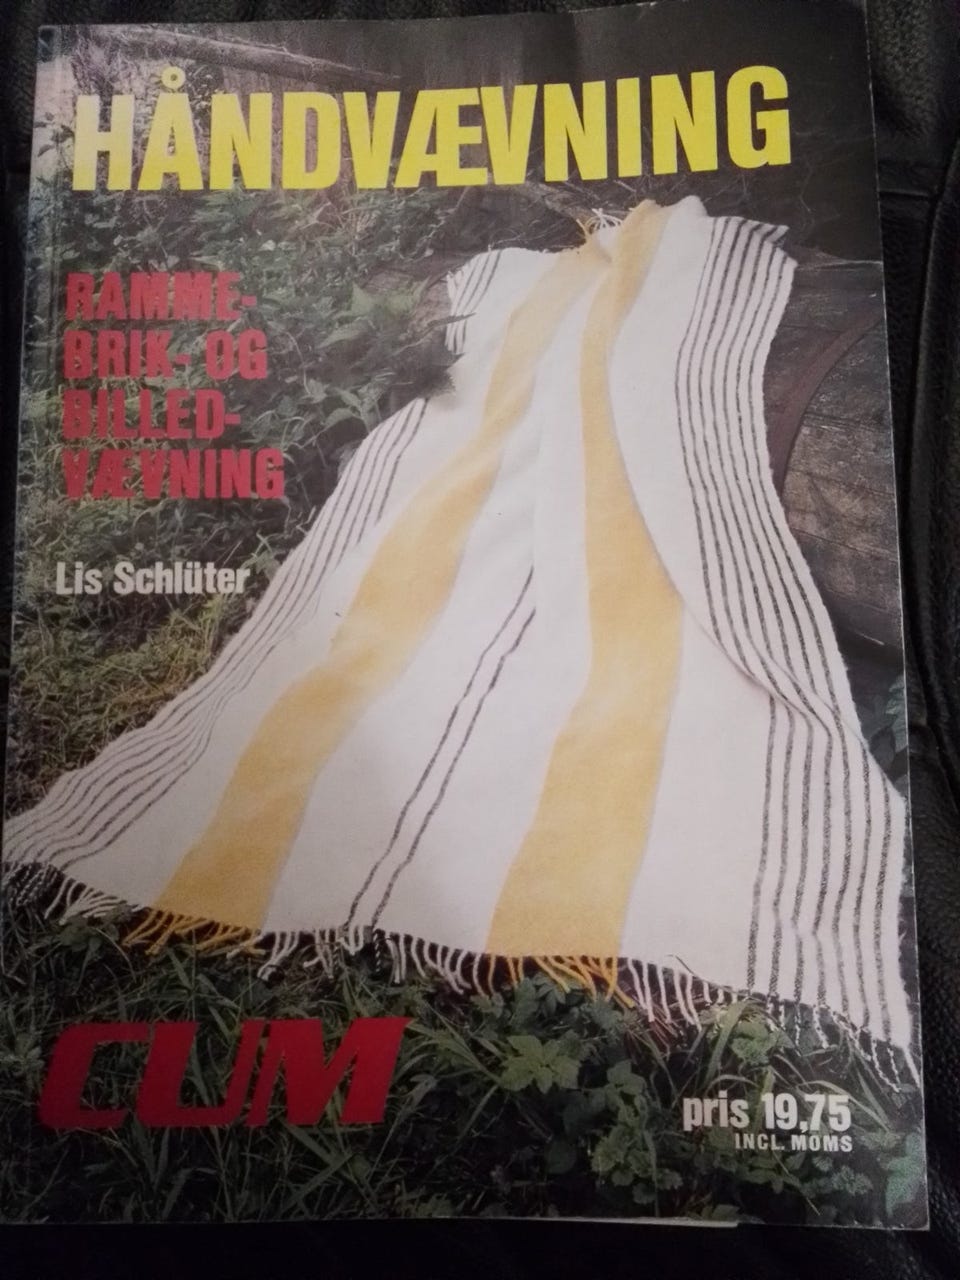 HÅNDVÆVNING
RAMME-
BRIK- OG
BILLED-
VÆVNING
Lis Schlüter
CUM
pris 19,75
INCL. MOMS